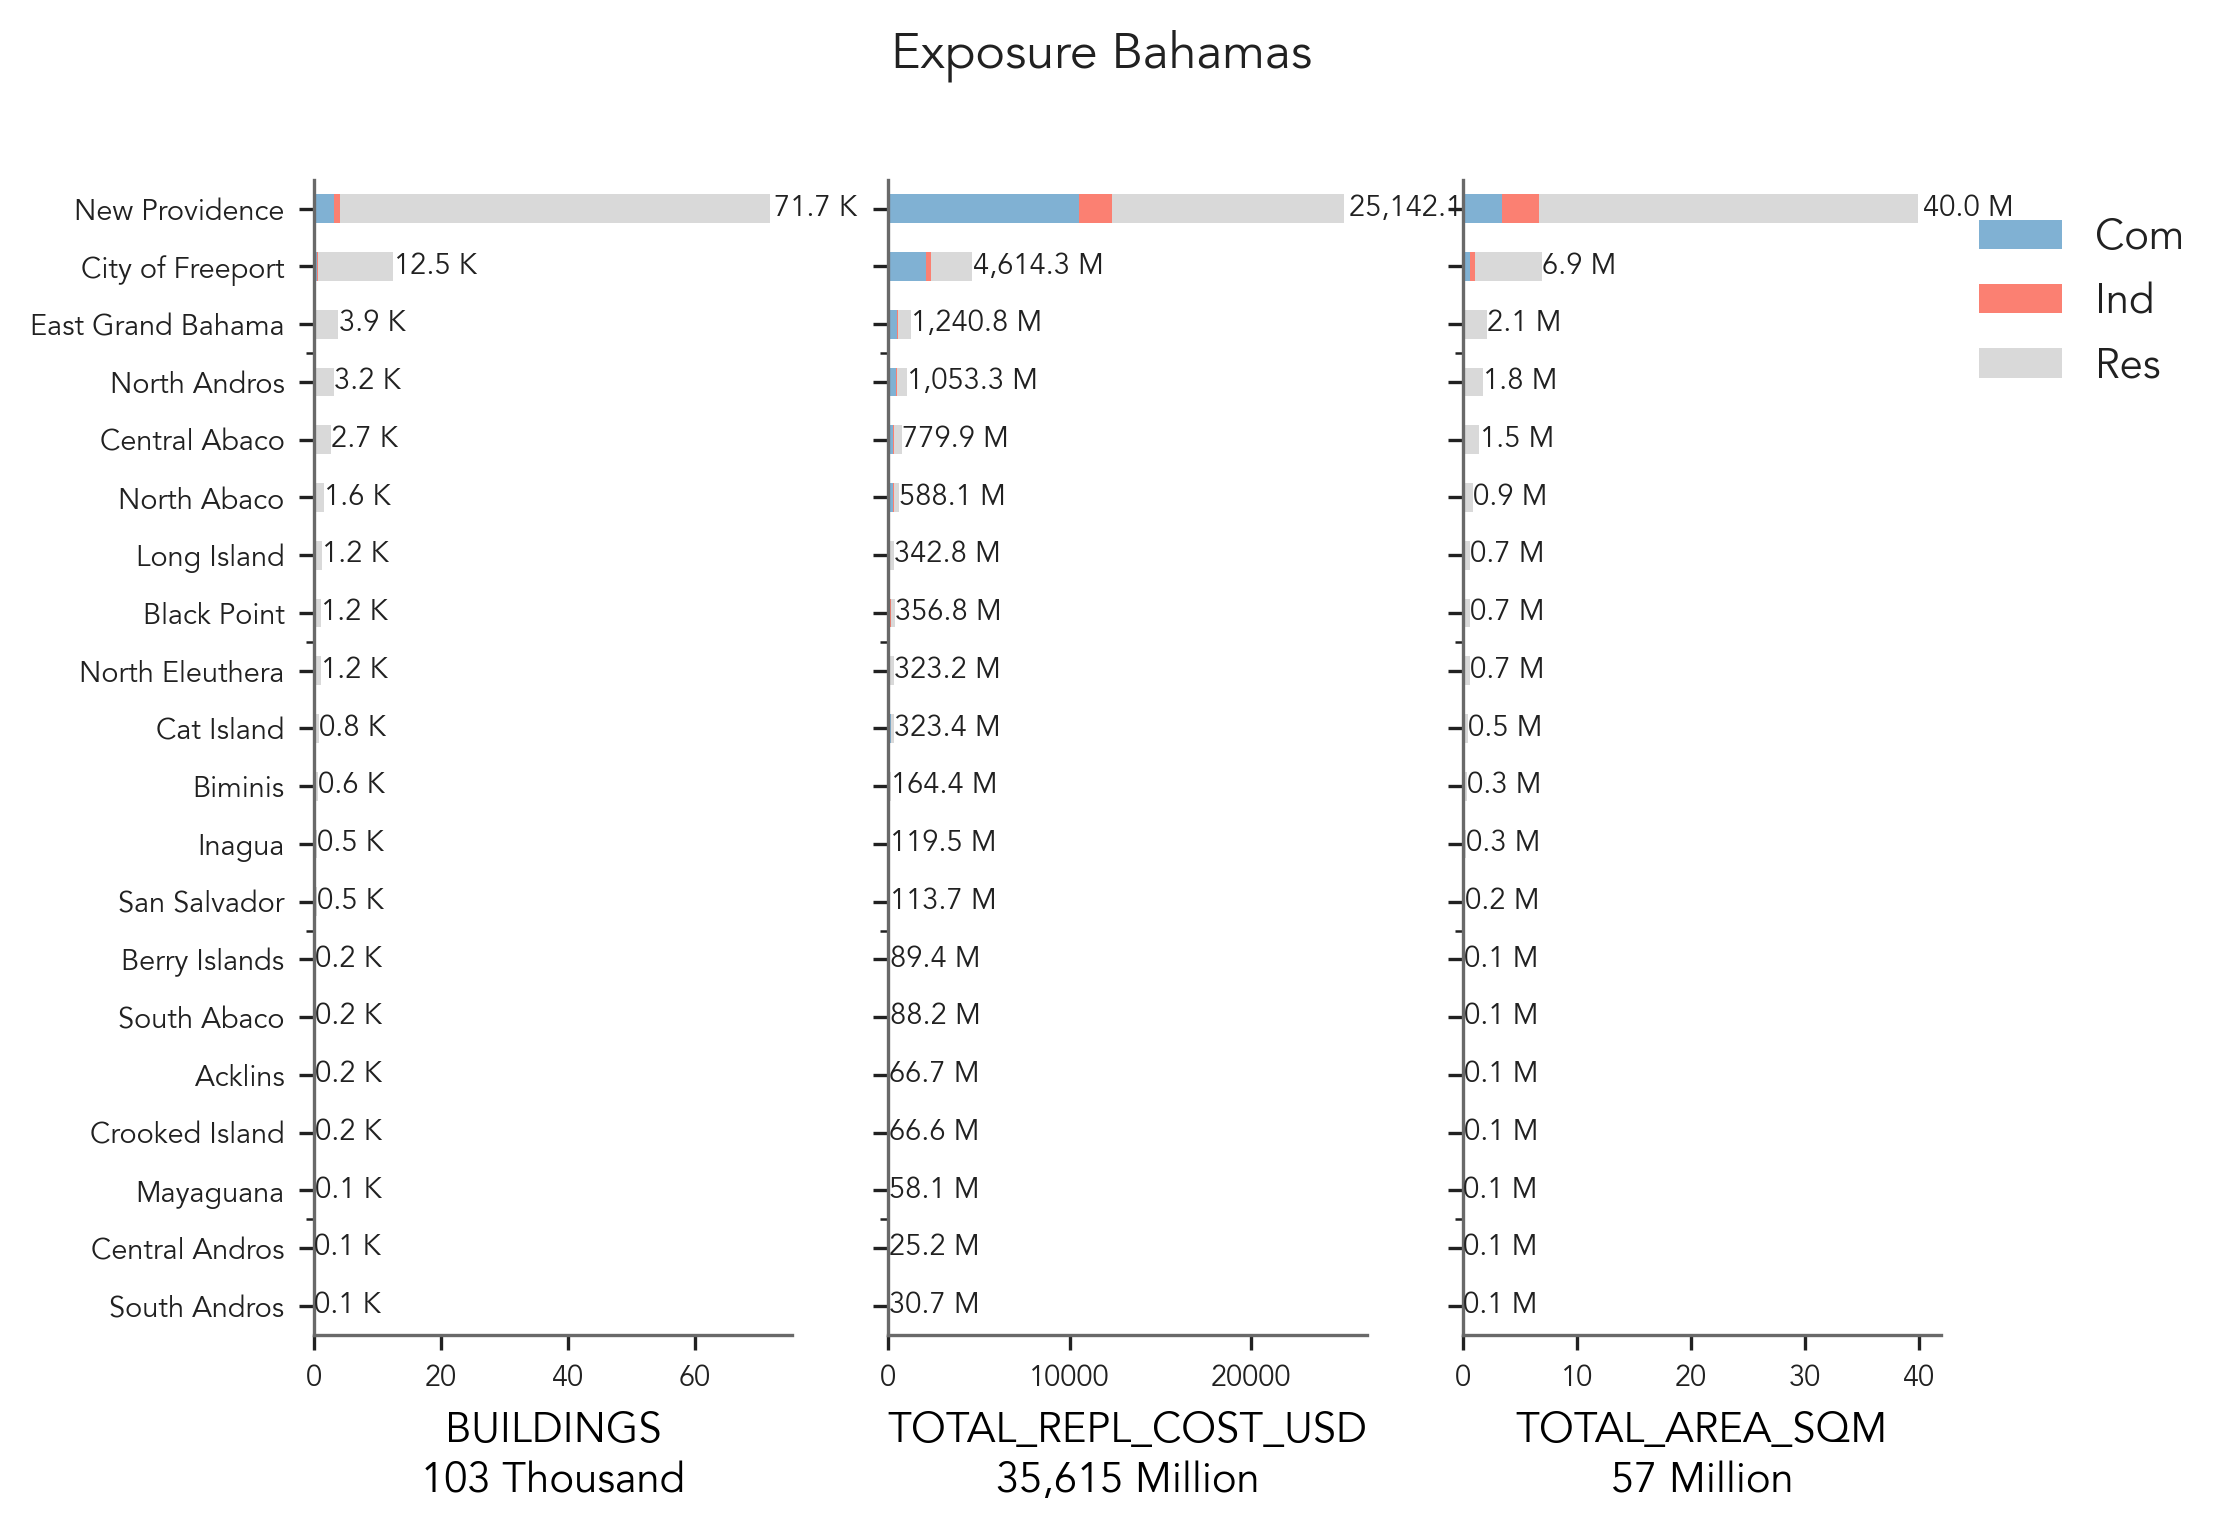 Exposure Bahamas
New Providence 71.7 K 25,142.1 40.0 M
City of Freeport 12.5 K 4,614.3 M 6.9 M
East Grand Bahama 3.9 K 1,240.8 M 2.1 M
North Andros 3.2 K 1,053.3 M 1.8 M
Central Abaco 2.7 K 779.9 M 1.5 M
North Abaco 1.6 K 588.1 M 0.9 M
Long Island 1.2 K 342.8 M 0.7 M
Black Point 1.2 K 356.8 M 0.7 M
North Eleuthera 1.2 K 323.2 M 0.7 M
Cat Island 0.8 K 323.4 M 0.5 M
Biminis 0.6 K 164.4 M 0.3 M
Inagua 0.5 K 119.5 M 0.3 M
San Salvador 0.5 K 113.7 M 0.2 M
Berry Islands 0.2 K 89.4 M 0.1 M
South Abaco 0.2 K 88.2 M 0.1 M
Acklins 0.2 K 66.7 M 0.1 M
Crooked Island 0.2 K 66.6 M 0.1 M
Mayaguana 0.1 K 58.1 M 0.1 M
Central Andros 0.1 K 25.2 M 0.1 M
South Andros 0.1 K 30.7 M 0.1 M
Com
Ind
Res
0 20 40 60 0 10000 20000 0 10 20 30 40
BUILDINGS TOTAL_REPL_COST_USD TOTAL_AREA_SQM
103 Thousand 35,615 Million 57 Million